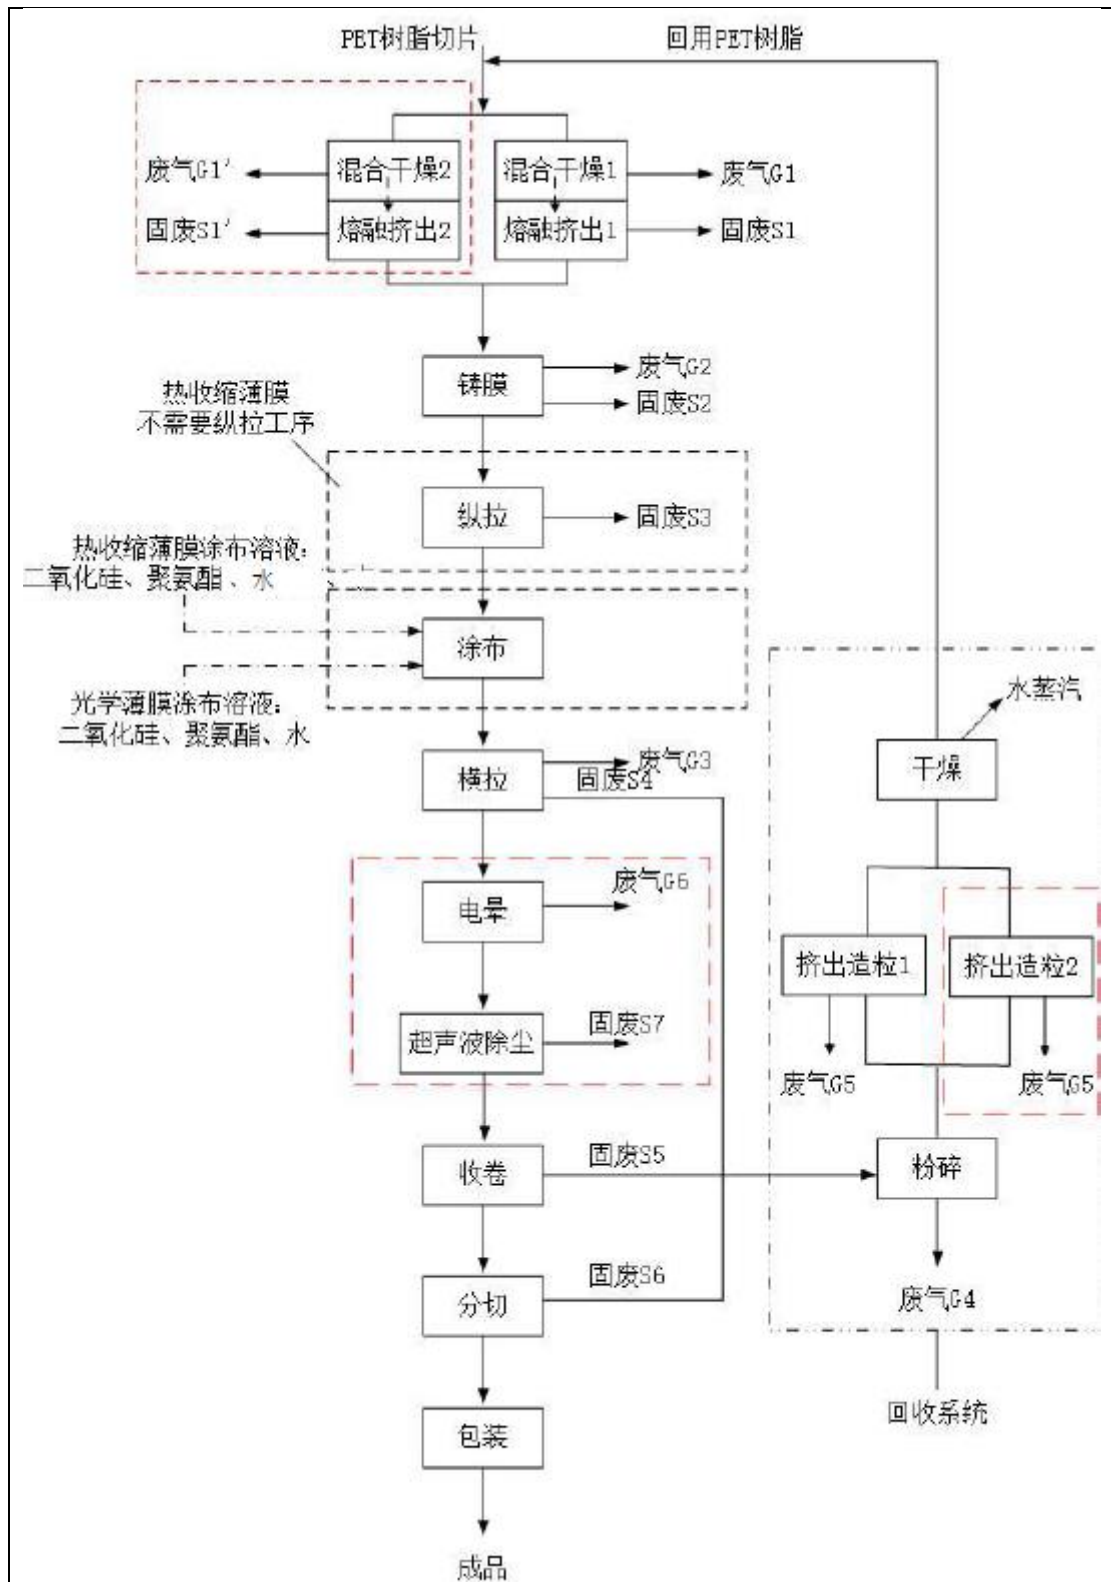 PET树脂切片
回用PET树脂
废气G1'
混合干燥2
混合干燥1
废气G1
固废S1'
熔融挤出2
熔融挤出1
固废S1
铸膜
废气G2
固废S2
热收缩薄膜
不需要纵拉工序
纵拉
固废S3
热收缩薄膜涂布溶液:
二氧化硅、聚氨酯、水
涂布
光学薄膜涂布溶液:
二氧化硅、聚氨酯、水
水蒸汽
干燥
横拉
废气G3
固废S4
电晕
废气G6
挤出造粒1
挤出造粒2
超声波除尘
固废S7
废气G5
废气G5
收卷
固废S5
粉碎
分切
固废S6
废气G4
回收系统
包装
成品